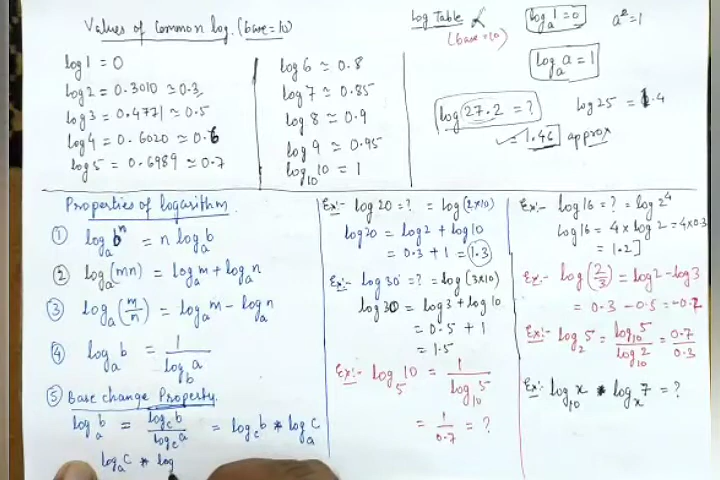 Values of Common log. (base=10)
log 1 = 0
log 2 = 0.3010 ≃ 0.3
log 3 = 0.4771 ≃ 0.5
log 4 = 0.6020 ≃ 0.6
log 5 = 0.6989 ≃ 0.7
log 6 ≃ 0.8
log 7 ≃ 0.85
log 8 ≃ 0.9
log 9 ≃ 0.95
log₁₀ 10 = 1
Log Table
(base=10)
logₐ 1 = 0
a⁰ = 1
logₐ a = 1
log 27.2 = ?
= 1.46 approx
log 25 = 1.4
Properties of logarithm
① logₐ bⁿ = n logₐ b
② logₐ(mn) = logₐ m + logₐ n
③ logₐ(m/n) = logₐ m - logₐ n
④ logₐ b = 1/log_b a
⑤ Base change Property
logₐ b = log_c b / log_c a = log_c b * logₐ c
logₐ c * log
Ex:- log 20 = ? = log(2×10)
log 20 = log 2 + log 10
= 0.3 + 1 = 1.3
Ex:- log 30 = ? = log(3×10)
log 30 = log 3 + log 10
= 0.5 + 1
= 1.5
Ex:- log₅ 10 = 1/log₁₀ 5
= 1/0.7 = ?
Ex:- log 16 = ? = log 2⁴
log 16 = 4 × log 2 = 4×0.3
= 1.2
Ex:- log(2/3) = log 2 - log 3
= 0.3 - 0.5 = -0.2
Ex:- log₂ 5 = log₁₀ 5 / log₁₀ 2 = 0.7/0.3
Ex:- log₁₀ x * logₓ 7 = ?